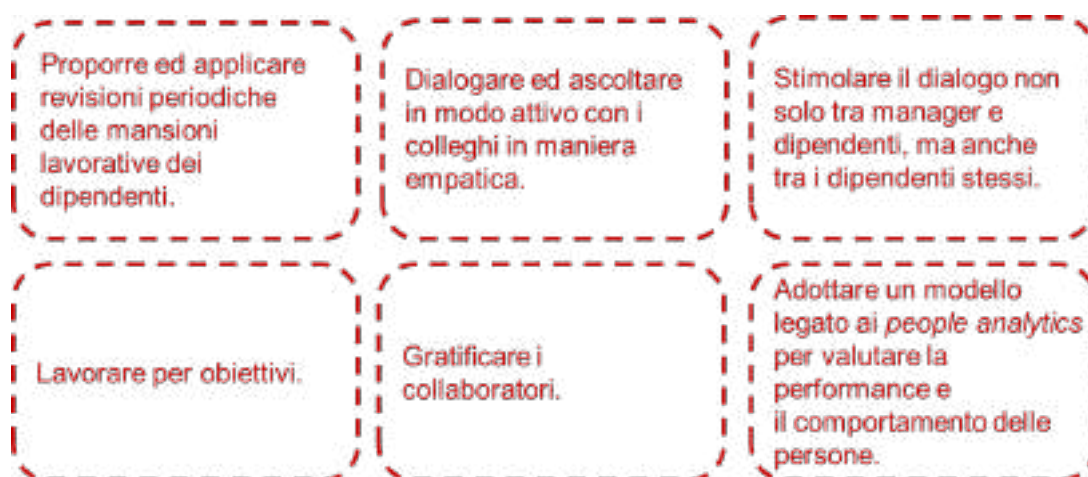 Proporre ed applicare
revisioni periodiche
delle mansioni
lavorative dei
dipendenti.
Dialogare ed ascoltare
in modo attivo con i
colleghi in maniera
empatica.
Stimolare il dialogo non
solo tra manager e
dipendenti, ma anche
tra i dipendenti stessi.
Lavorare per obiettivi.
Gratificare i
collaboratori.
Adottare un modello
legato ai people analytics
per valutare la
performance e
il comportamento delle
persone.